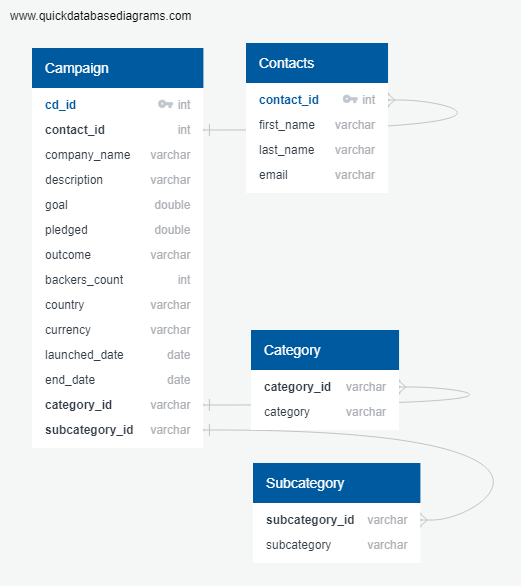 www.quickdatabasediagrams.com
Campaign
cd_id int
contact_id int
company_name varchar
description varchar
goal double
pledged double
outcome varchar
backers_count int
country varchar
currency varchar
launched_date date
end_date date
category_id varchar
subcategory_id varchar
Contacts
contact_id int
first_name varchar
last_name varchar
email varchar
Category
category_id varchar
category varchar
Subcategory
subcategory_id varchar
subcategory varchar